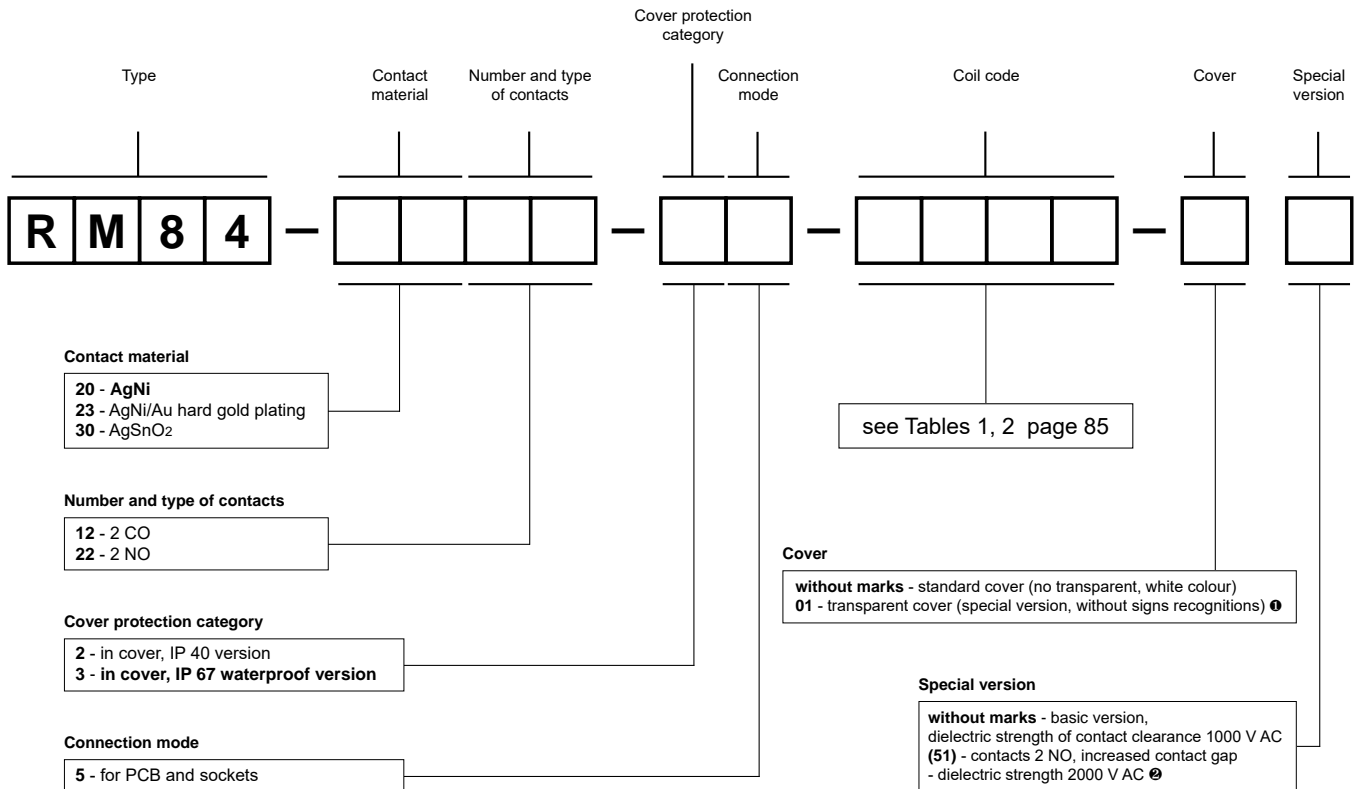 Cover protection
category
Type
Contact
material
Number and type
of contacts
Connection
mode
Coil code
Cover
Special
version
R M 8 4 – – – –
Contact material
20 - AgNi
23 - AgNi/Au hard gold plating
30 - AgSnO2
see Tables 1, 2 page 85
Number and type of contacts
12 - 2 CO
22 - 2 NO
Cover
without marks - standard cover (no transparent, white colour)
01 - transparent cover (special version, without signs recognitions) ❶
Cover protection category
2 - in cover, IP 40 version
3 - in cover, IP 67 waterproof version
Special version
without marks - basic version,
dielectric strength of contact clearance 1000 V AC
(51) - contacts 2 NO, increased contact gap
- dielectric strength 2000 V AC ❷
Connection mode
5 - for PCB and sockets